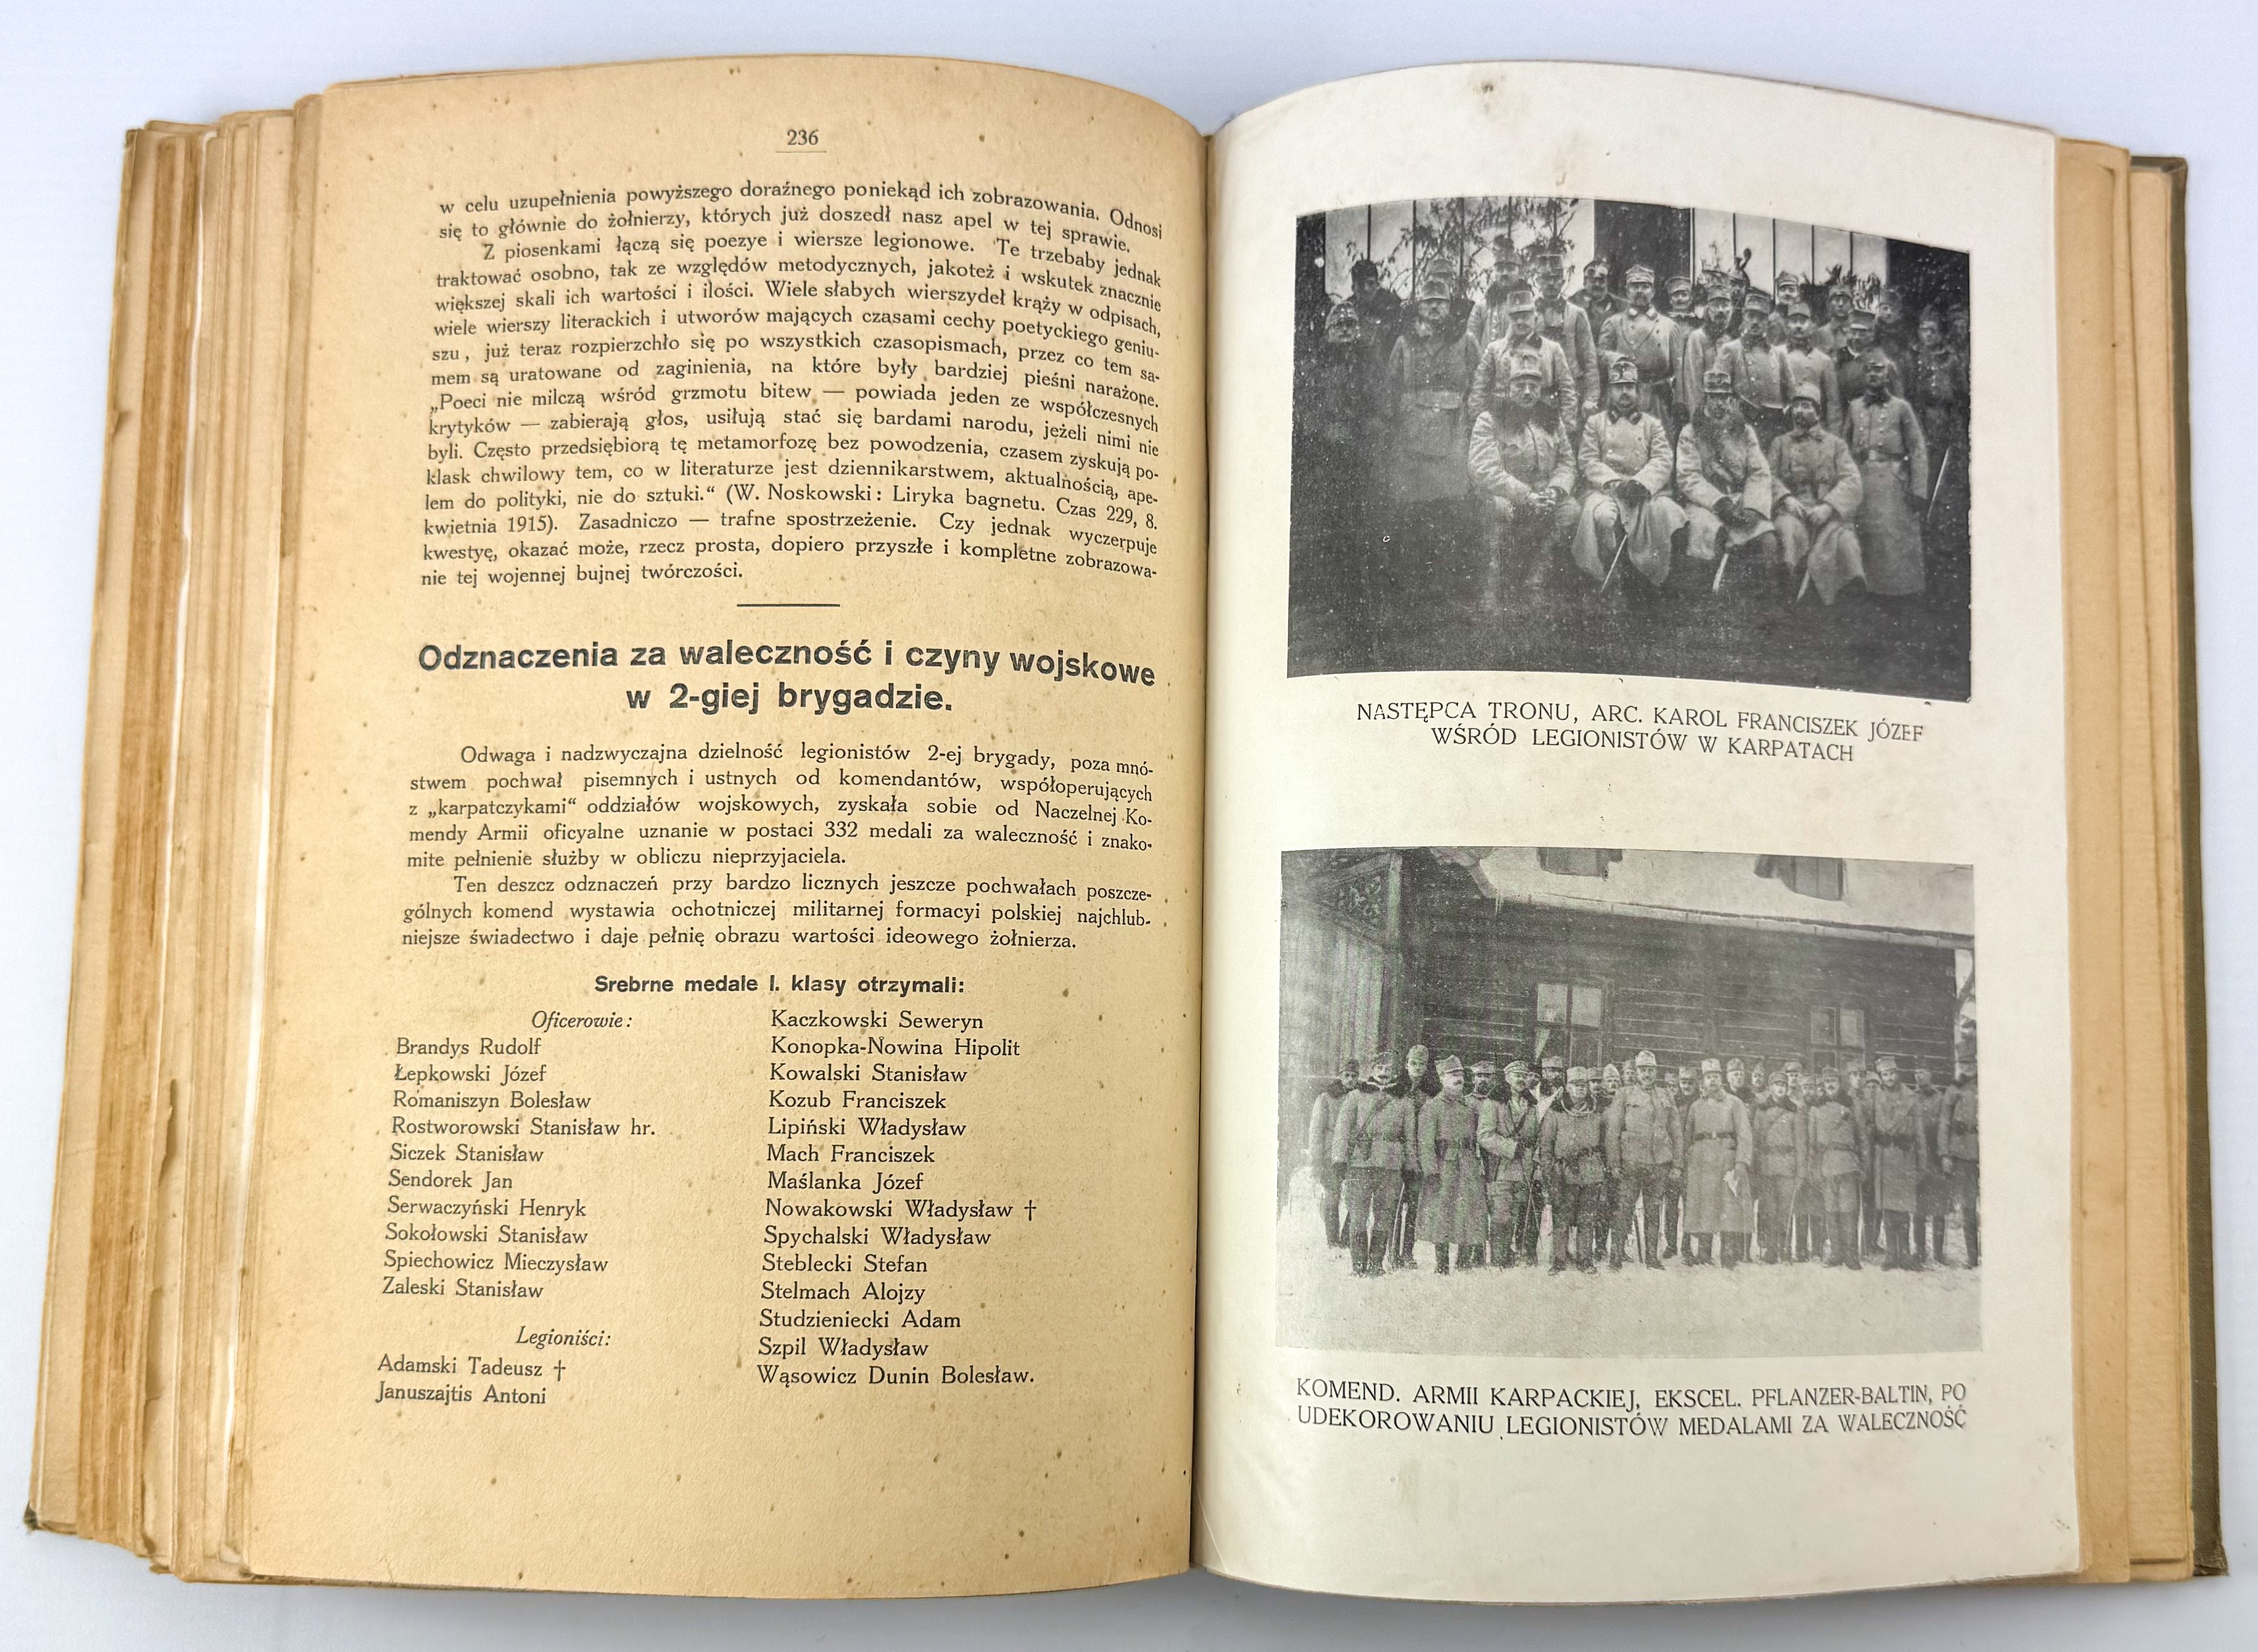 236
w celu uzupełnienia powyższego doraźnego poniekąd ich zobrazowania. Odnosi
się to głównie do żołnierzy, których już doszedł nasz apel w tej sprawie.
Z piosenkami łączą się poezye i wiersze legionowe. Te trzebaby jednak
traktować osobno, tak ze względów metodycznych, jakoteż i wskutek znacznie
większej skali ich wartości i ilości. Wiele słabych wierszydeł krąży w odpisach,
wiele wierszy literackich i utworów mających czasami cechy poetyckiego geniu-
szu, już teraz rozpierzchło się po wszystkich czasopismach, przez co tem sa-
mem są uratowane od zaginienia, na które były bardziej pieśni narażone.
„Poeci nie milczą wśród grzmotu bitew — powiada jeden ze współczesnych
krytyków — zabierają głos, usiłują stać się bardami narodu, jeżeli nimi nie
byli. Często przedsiębiorą tę metamorfozę bez powodzenia, czasem zyskują po-
klask chwilowy tem, co w literaturze jest dziennikarstwem, aktualnością, ape-
lem do polityki, nie do sztuki.“ (W. Noskowski: Liryka bagnetu. Czas 229, 8.
kwietnia 1915). Zasadniczo — trafne spostrzeżenie. Czy jednak wyczerpuje
kwestyę, okazać może, rzecz prosta, dopiero przyszłe i kompletne zobrazowa-
nie tej wojennej bujnej twórczości.
Odznaczenia za waleczność i czyny wojskowe
w 2-giej brygadzie.
Odwaga i nadzwyczajna dzielność legionistów 2-ej brygady, poza mnó-
stwem pochwał pisemnych i ustnych od komendantów, współoperujących
z „karpatczykami“ oddziałów wojskowych, zyskała sobie od Naczelnej Ko-
mendy Armii oficyalne uznanie w postaci 332 medali za waleczność i znako-
mite pełnienie służby w obliczu nieprzyjaciela.
Ten deszcz odznaczeń przy bardzo licznych jeszcze pochwałach poszcze-
gólnych komend wystawia ochotniczej militarnej formacyi polskiej najchlub-
niejsze świadectwo i daje pełnię obrazu wartości ideowego żołnierza.
Srebrne medale I. klasy otrzymali:
Oficerowie:
Brandys Rudolf
Łepkowski Józef
Romaniszyn Bolesław
Rostworowski Stanisław hr.
Siczek Stanisław
Sendorek Jan
Serwaczyński Henryk
Sokołowski Stanisław
Spiechowicz Mieczysław
Zaleski Stanisław
Legioniści:
Adamski Tadeusz †
Januszajtis Antoni
Kaczkowski Seweryn
Konopka-Nowina Hipolit
Kowalski Stanisław
Kozub Franciszek
Lipiński Władysław
Mach Franciszek
Maślanka Józef
Nowakowski Władysław †
Spychalski Władysław
Steblecki Stefan
Stelmach Alojzy
Studzieniecki Adam
Szpil Władysław
Wąsowicz Dunin Bolesław.
NASTĘPCA TRONU, ARC. KAROL FRANCISZEK JÓZEF
WŚRÓD LEGIONISTÓW W KARPATACH
KOMEND. ARMII KARPACKIEJ, EKSCEL. PFLANZER-BALTIN, PO
UDEKOROWANIU LEGIONISTÓW MEDALAMI ZA WALECZNOŚĆ